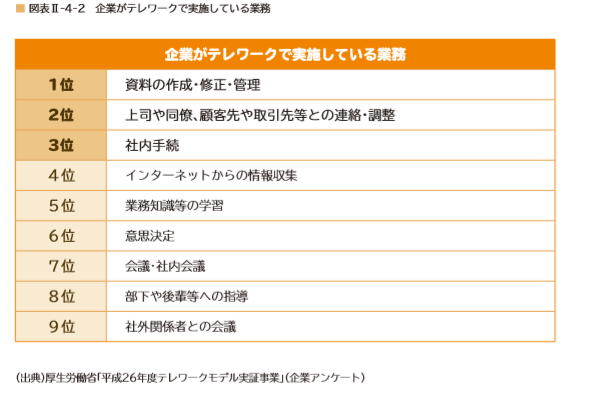 ■ 図表Ⅱ-4-2 企業がテレワークで実施している業務
企業がテレワークで実施している業務
1位 資料の作成・修正・管理
2位 上司や同僚、顧客先や取引先等との連絡・調整
3位 社内手続
4位 インターネットからの情報収集
5位 業務知識等の学習
6位 意思決定
7位 会議・社内会議
8位 部下や後輩等への指導
9位 社外関係者との会議
(出典)厚生労働省「平成26年度テレワークモデル実証事業」(企業アンケート)